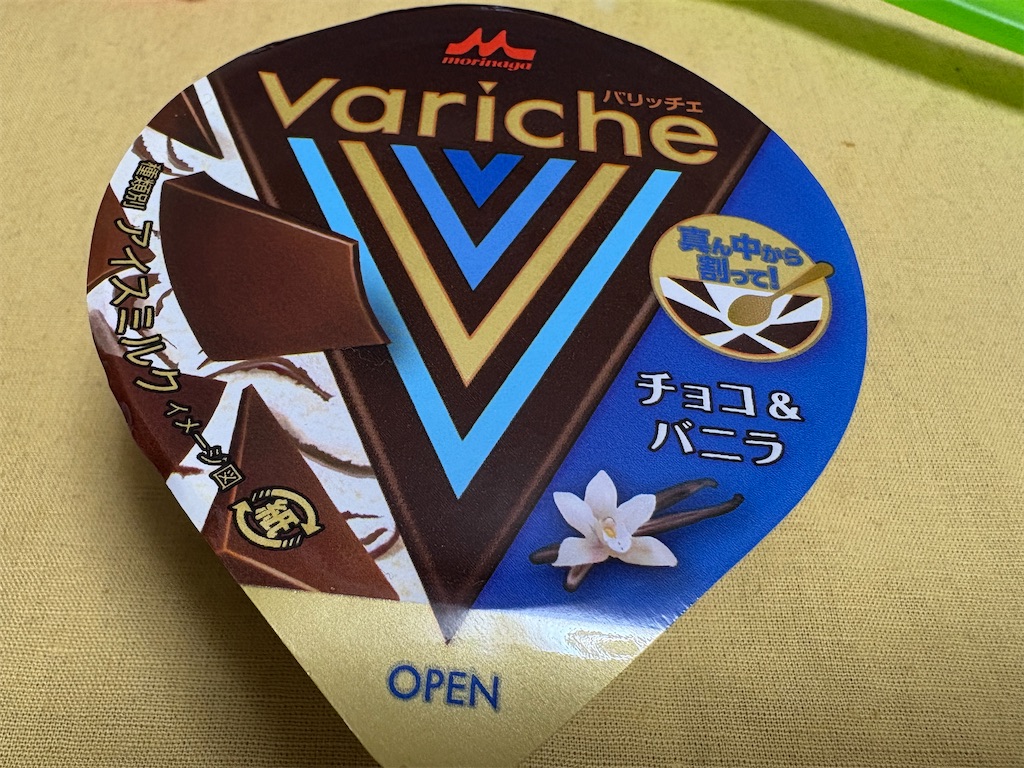 morinaga
バリッチェ
variche
真ん中から
割って!
チョコ&
バニラ
種類別 アイスミルク
イメージ図
紙
OPEN